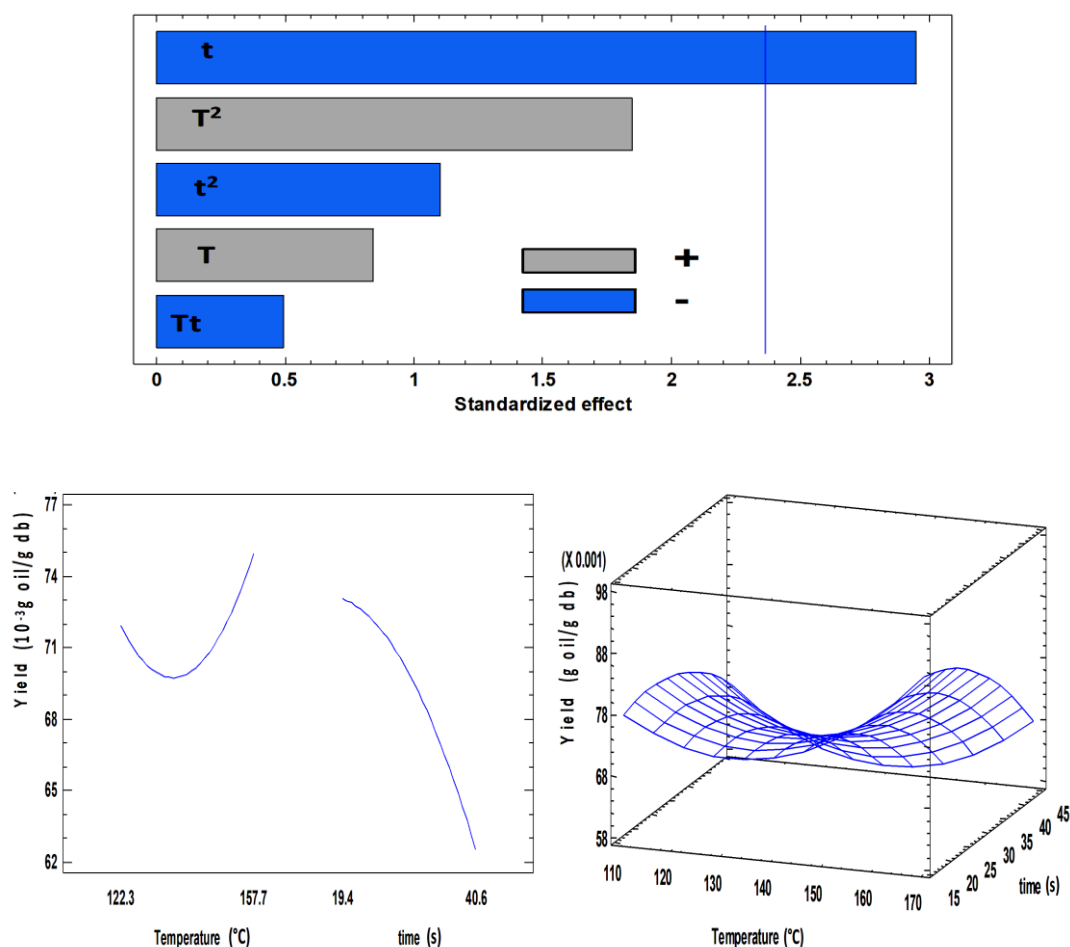 t
T²
t²
T
Tt
+
-
0 0.5 1 1.5 2 2.5 3
Standardized effect
Yield (10⁻³g oil/g db)
77
74
71
68
65
62
122.3 157.7 19.4 40.6
Temperature (°C) time (s)
(X 0.001)
Yield (g oil/g db)
98
88
78
68
58
110 120 130 140 150 160 170
15 20 25 30 35 40 45
Temperature (°C)
time (s)